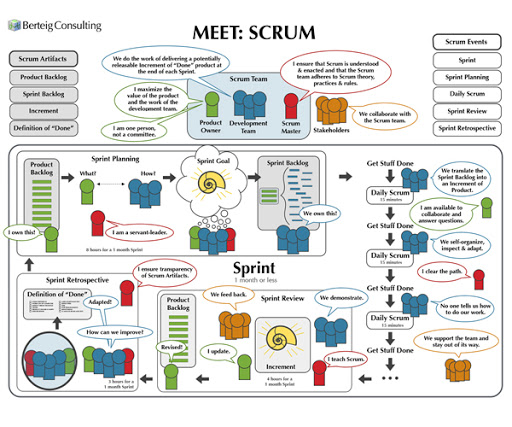 Berteig Consulting
MEET: SCRUM
Scrum Artifacts
Product Backlog
Sprint Backlog
Increment
Definition of "Done"
We do the work of delivering a potentially
releasable Increment of "Done" product at
the end of each Sprint.
I maximize the
value of the product
and the work of the
development team.
I am one person,
not a committee.
Scrum Team
Product
Owner
Development
Team
Scrum
Master
I ensure that Scrum is understood
& enacted and that the Scrum
team adheres to Scrum theory,
practices & rules.
Stakeholders
We collaborate with
the Scrum team.
Scrum Events
Sprint
Sprint Planning
Daily Scrum
Sprint Review
Sprint Retrospective
Product
Backlog
Sprint Planning
What?
How?
I own this!
I am a servant-leader.
8 hours for a 1 month Sprint
Sprint Goal
Sprint Backlog
We own this!
Get Stuff Done
We translate the
Sprint Backlog into
an Increment of
Product.
Daily Scrum
15 minutes
I am available to
collaborate and
answer questions.
Get Stuff Done
We self-organize,
inspect & adapt.
Daily Scrum
15 minutes
I clear the path.
Get Stuff Done
No one tells us how
to do our work.
Daily Scrum
15 minutes
Get Stuff Done
We support the team and
stay out of its way.
Sprint
1 month or less
Sprint Retrospective
I ensure transparency
of Scrum Artifacts.
Definition of "Done"
Adapted?
How can we improve?
3 hours for a 1
month Sprint
Product
Backlog
Revised!
I update.
We feed back.
Sprint Review
We demonstrate.
Increment
I teach Scrum.
4 hours for a 1
month Sprint